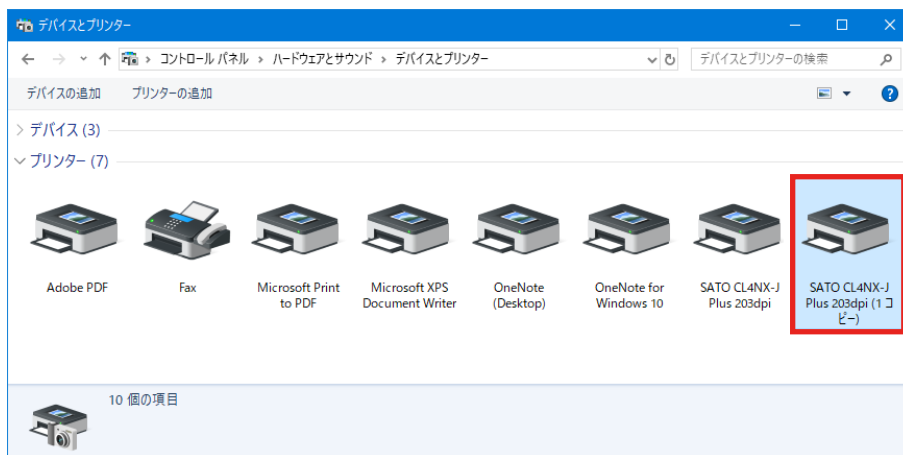 デバイスとプリンター
コントロール パネル › ハードウェアとサウンド › デバイスとプリンター
デバイスとプリンターの検索
デバイスの追加 プリンターの追加
デバイス (3)
プリンター (7)
Adobe PDF
Fax
Microsoft Print
to PDF
Microsoft XPS
Document Writer
OneNote
(Desktop)
OneNote for
Windows 10
SATO CL4NX-J
Plus 203dpi
SATO CL4NX-J
Plus 203dpi (1 コ
ピー)
10 個の項目